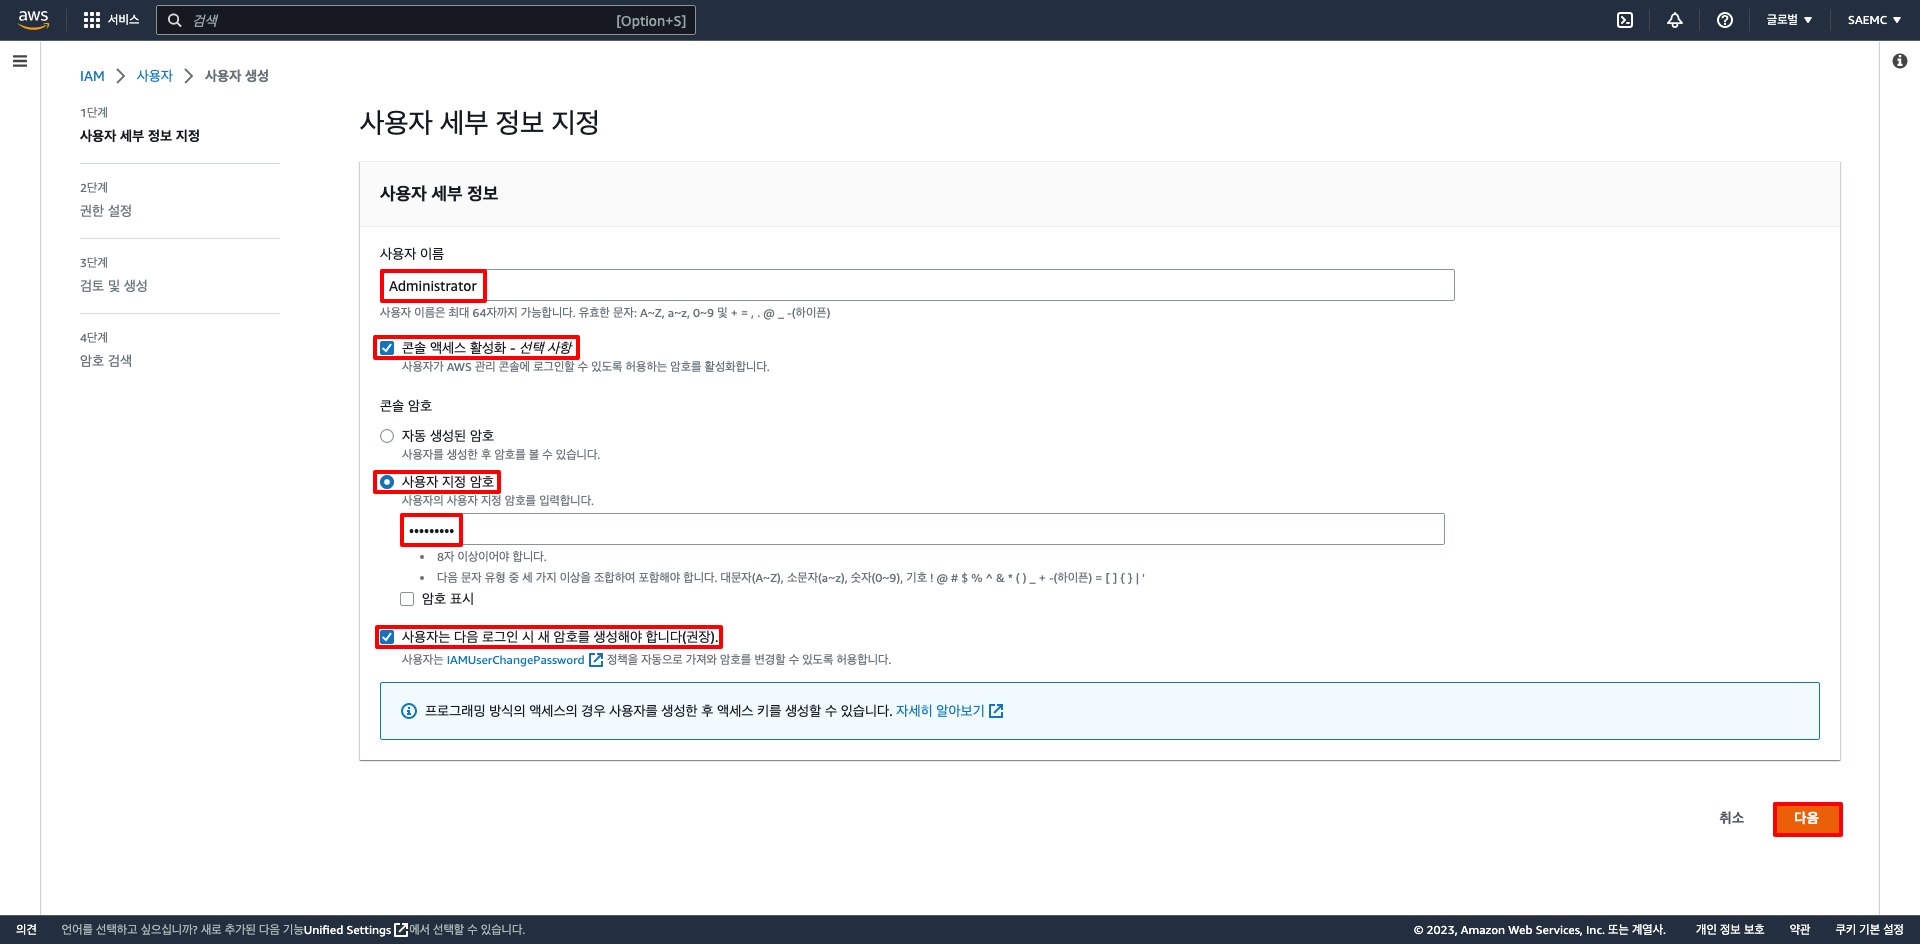 aws
서비스
검색
[Option+S]
글로벌
SAEMC
IAM
사용자
사용자 생성
1단계
사용자 세부 정보 지정
2단계
권한 설정
3단계
검토 및 생성
4단계
암호 검색
사용자 세부 정보 지정
사용자 세부 정보
사용자 이름
Administrator
사용자 이름은 최대 64자까지 가능합니다. 유효한 문자: A~Z, a~z, 0~9 및 + = , . @ _ -(하이픈)
콘솔 액세스 활성화 - 선택 사항
사용자가 AWS 관리 콘솔에 로그인할 수 있도록 허용하는 암호를 활성화합니다.
콘솔 암호
자동 생성된 암호
사용자를 생성한 후 암호를 볼 수 있습니다.
사용자 지정 암호
사용자의 사용자 지정 암호를 입력합니다.
•••••••••
• 8자 이상이어야 합니다.
• 다음 문자 유형 중 세 가지 이상을 조합하여 포함해야 합니다. 대문자(A~Z), 소문자(a~z), 숫자(0~9), 기호 ! @ # $ % ^ & * ( ) _ + -(하이픈) = [ ] { } | '
암호 표시
사용자는 다음 로그인 시 새 암호를 생성해야 합니다(권장).
사용자는 IAMUserChangePassword 정책을 자동으로 가져와 암호를 변경할 수 있도록 허용합니다.
프로그래밍 방식의 액세스의 경우 사용자를 생성한 후 액세스 키를 생성할 수 있습니다. 자세히 알아보기
취소
다음
의견
언어를 선택하고 싶으십니까? 새로 추가된 다음 기능Unified Settings에서 선택할 수 있습니다.
© 2023, Amazon Web Services, Inc. 또는 계열사.
개인 정보 보호
약관
쿠키 기본 설정